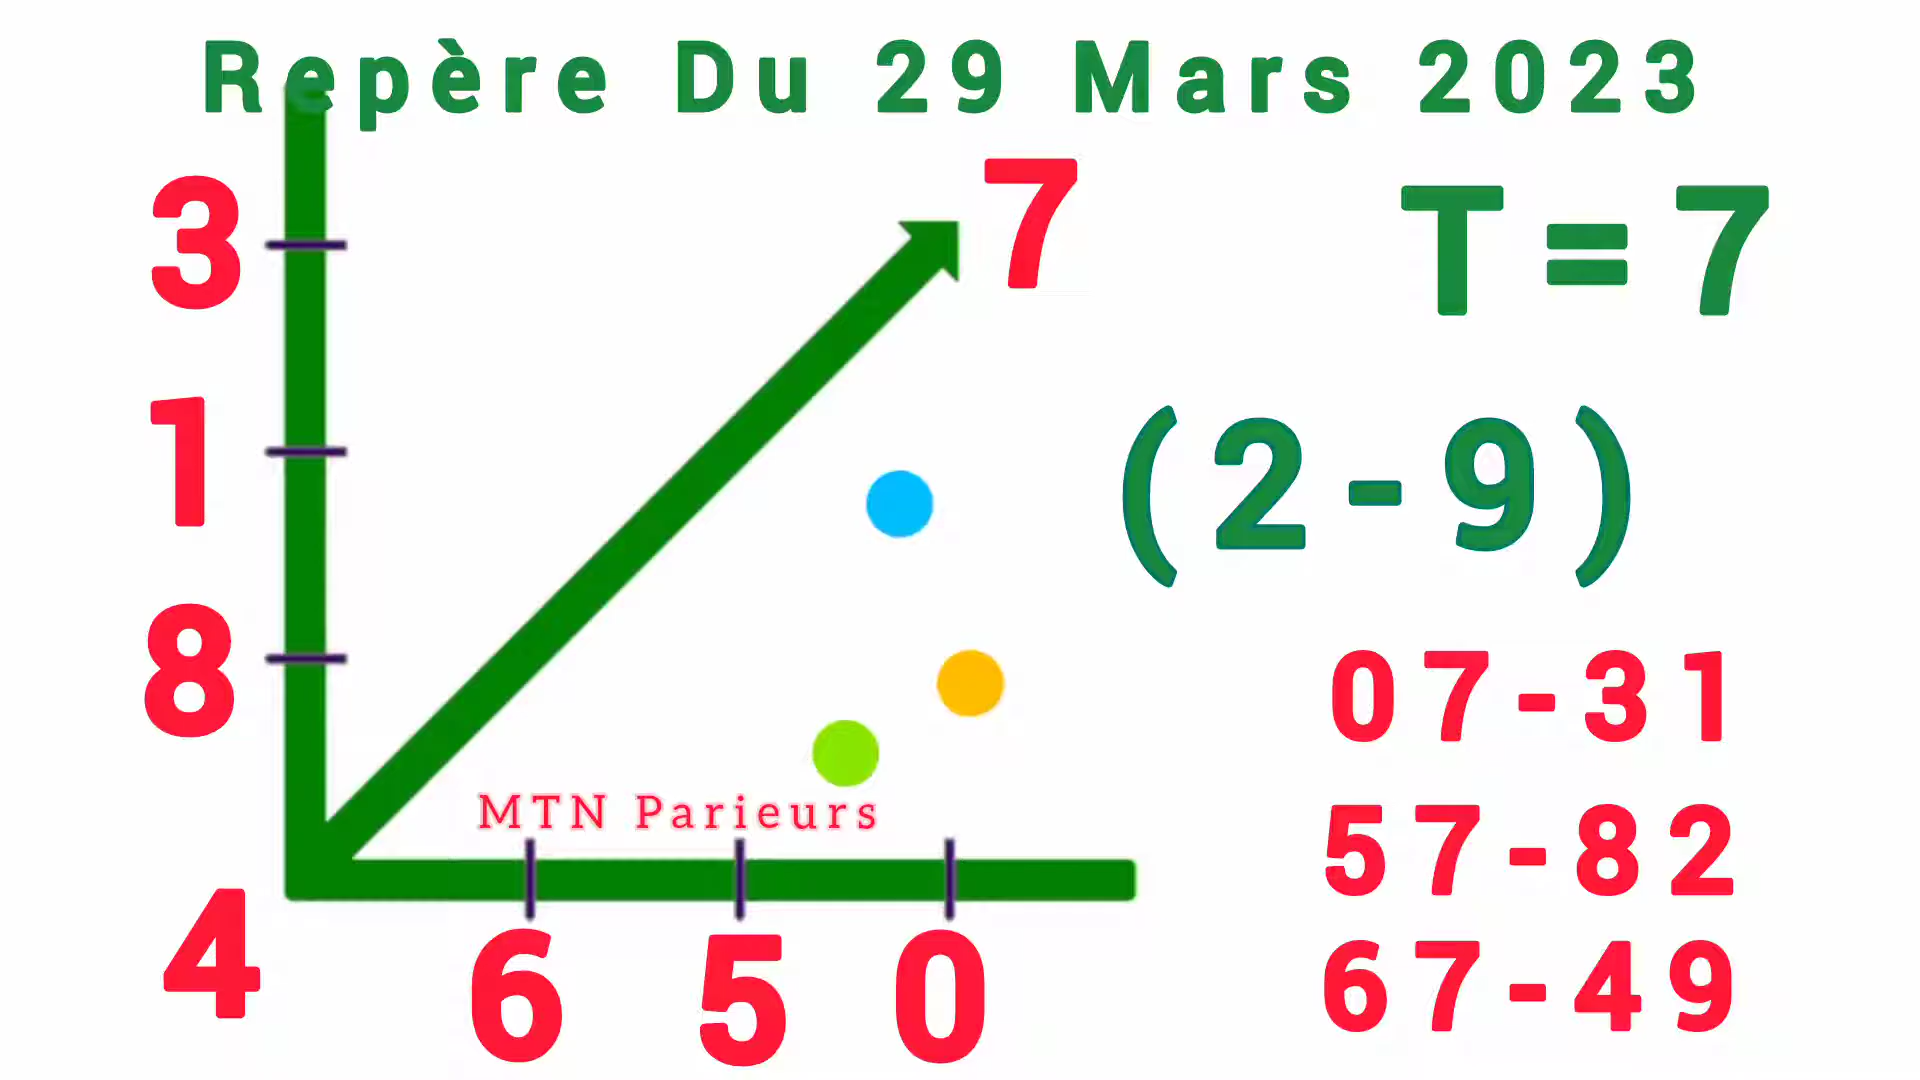 Repère Du 29 Mars 2023
3
7
T=7
1
(2-9)
8
07-31
MTN Parieurs
57-82
4
6 5 0
67-49